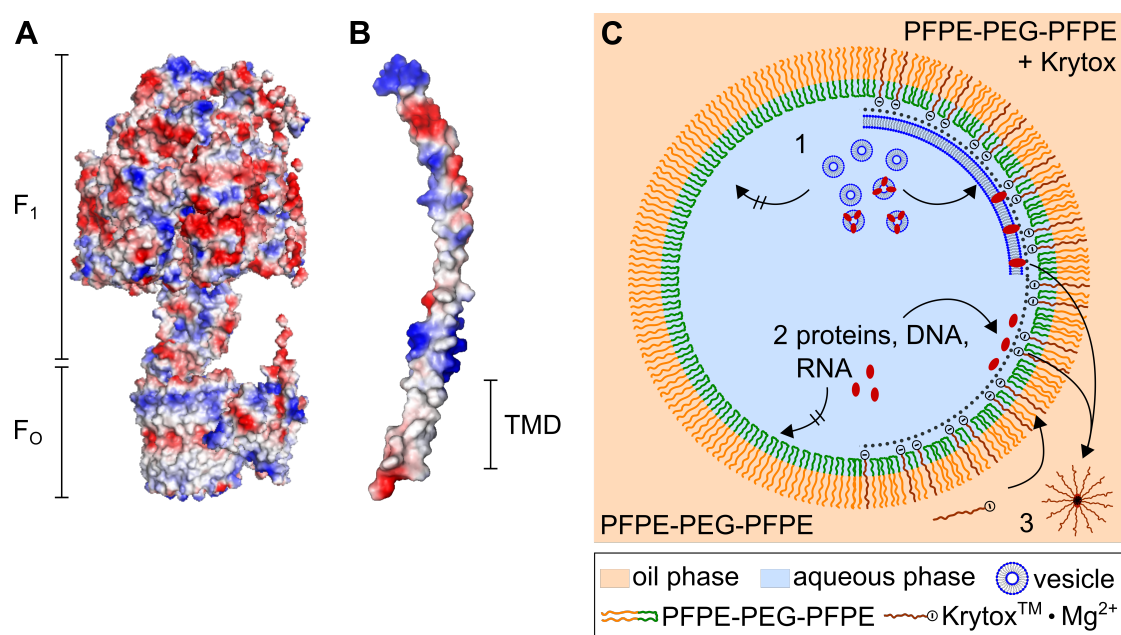 A
B
C
F1
FO
TMD
PFPE-PEG-PFPE
+ Krytox
1
2 proteins, DNA,
RNA
3
PFPE-PEG-PFPE
oil phase
aqueous phase
vesicle
PFPE-PEG-PFPE
Krytox™ • Mg²⁺